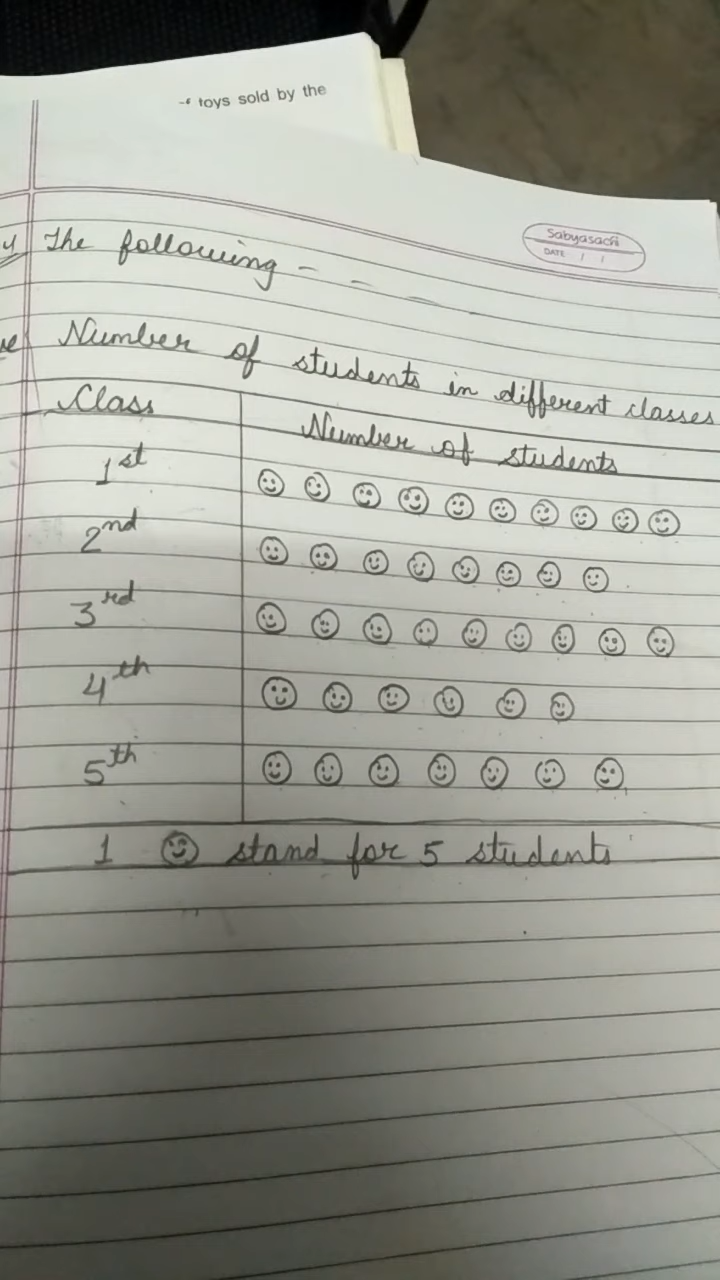 toys sold by the
Sabyasachi
DATE / /
The following - - -
Number of students in different classes
Class
Number of students
1st
2nd
3rd
4th
5th
1 stand for 5 students